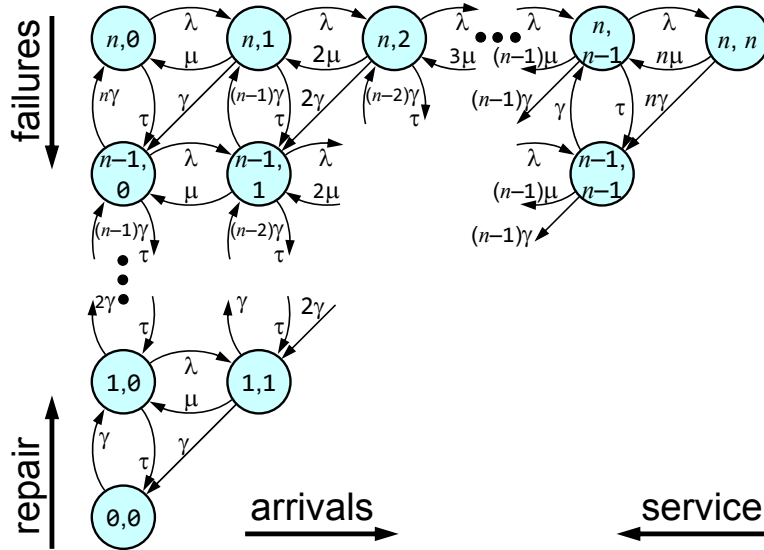 n,0 λ n,1 λ n,2 λ λ n, n–1 λ n, n
μ 2μ 3μ (n–1)μ nμ
failures
nγ τ γ (n–1)γ τ 2γ (n–2)γ τ (n–1)γ γ τ nγ
n–1, 0 λ n–1, 1 λ λ n–1, n–1
μ 2μ (n–1)μ
(n–1)γ τ (n–2)γ τ (n–1)γ
2γ τ γ τ 2γ
1,0 λ 1,1
μ
repair
γ τ γ
0,0
arrivals
service